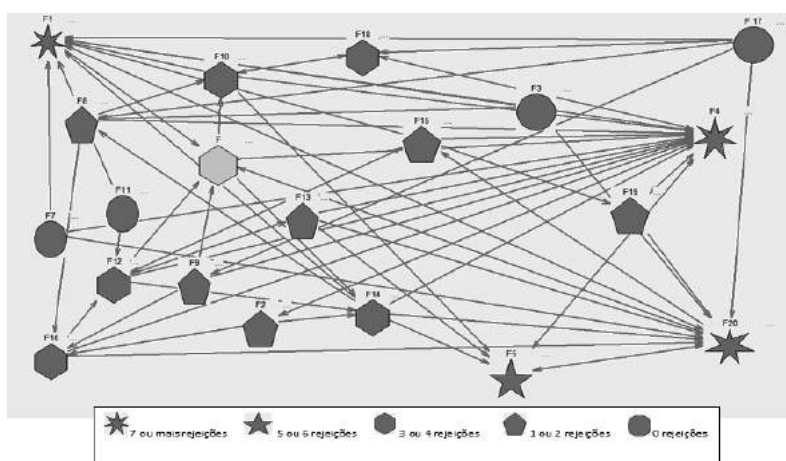 F1
F18
F 17
F10
F3
F8
F4
F15
F
F11
F13
F19
F7
F12
F9
F2
F14
F16
F20
F5
7 ou mais rejeições
5 ou 6 rejeições
3 ou 4 rejeições
1 ou 2 rejeições
0 rejeições